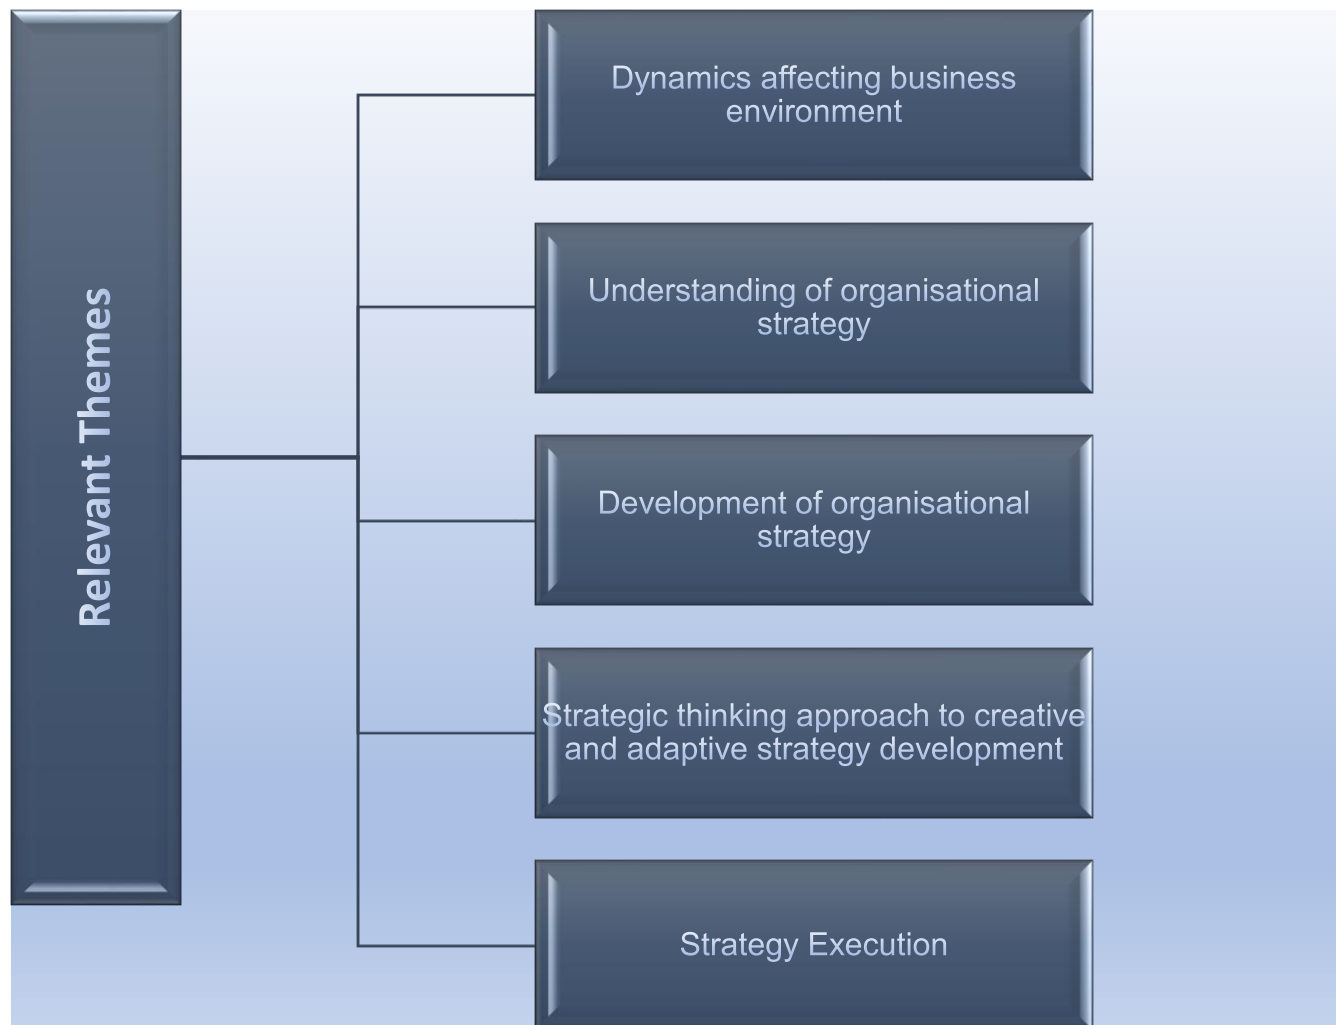 Relevant Themes
Dynamics affecting business
environment
Understanding of organisational
strategy
Development of organisational
strategy
Strategic thinking approach to creative
and adaptive strategy development
Strategy Execution